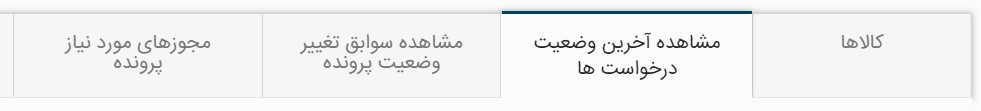 کالاها
مشاهده آخرین وضعیت
درخواست ها
مشاهده سوابق تغییر
وضعیت پرونده
مجوزهای مورد نیاز
پرونده